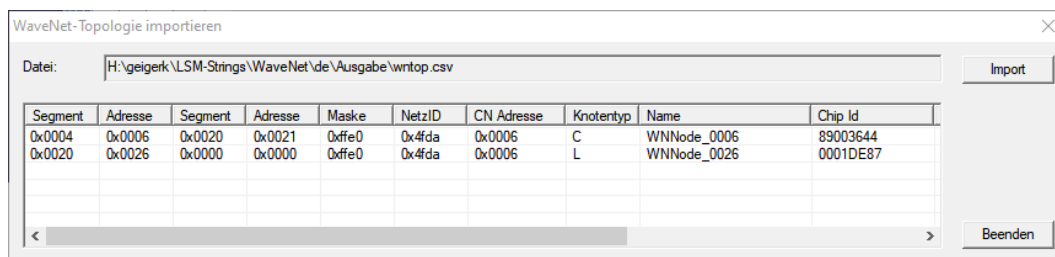 WaveNet-Topologie importieren
Datei: H:\geigerk\LSM-Strings\WaveNet\de\Ausgabe\wntop.csv Import
Segment Adresse Segment Adresse Maske NetzID CN Adresse Knotentyp Name Chip Id
0x0004 0x0006 0x0020 0x0021 0xffe0 0x4fda 0x0006 C WNNode_0006 89003644
0x0020 0x0026 0x0000 0x0000 0xffe0 0x4fda 0x0006 L WNNode_0026 0001DE87
Beenden